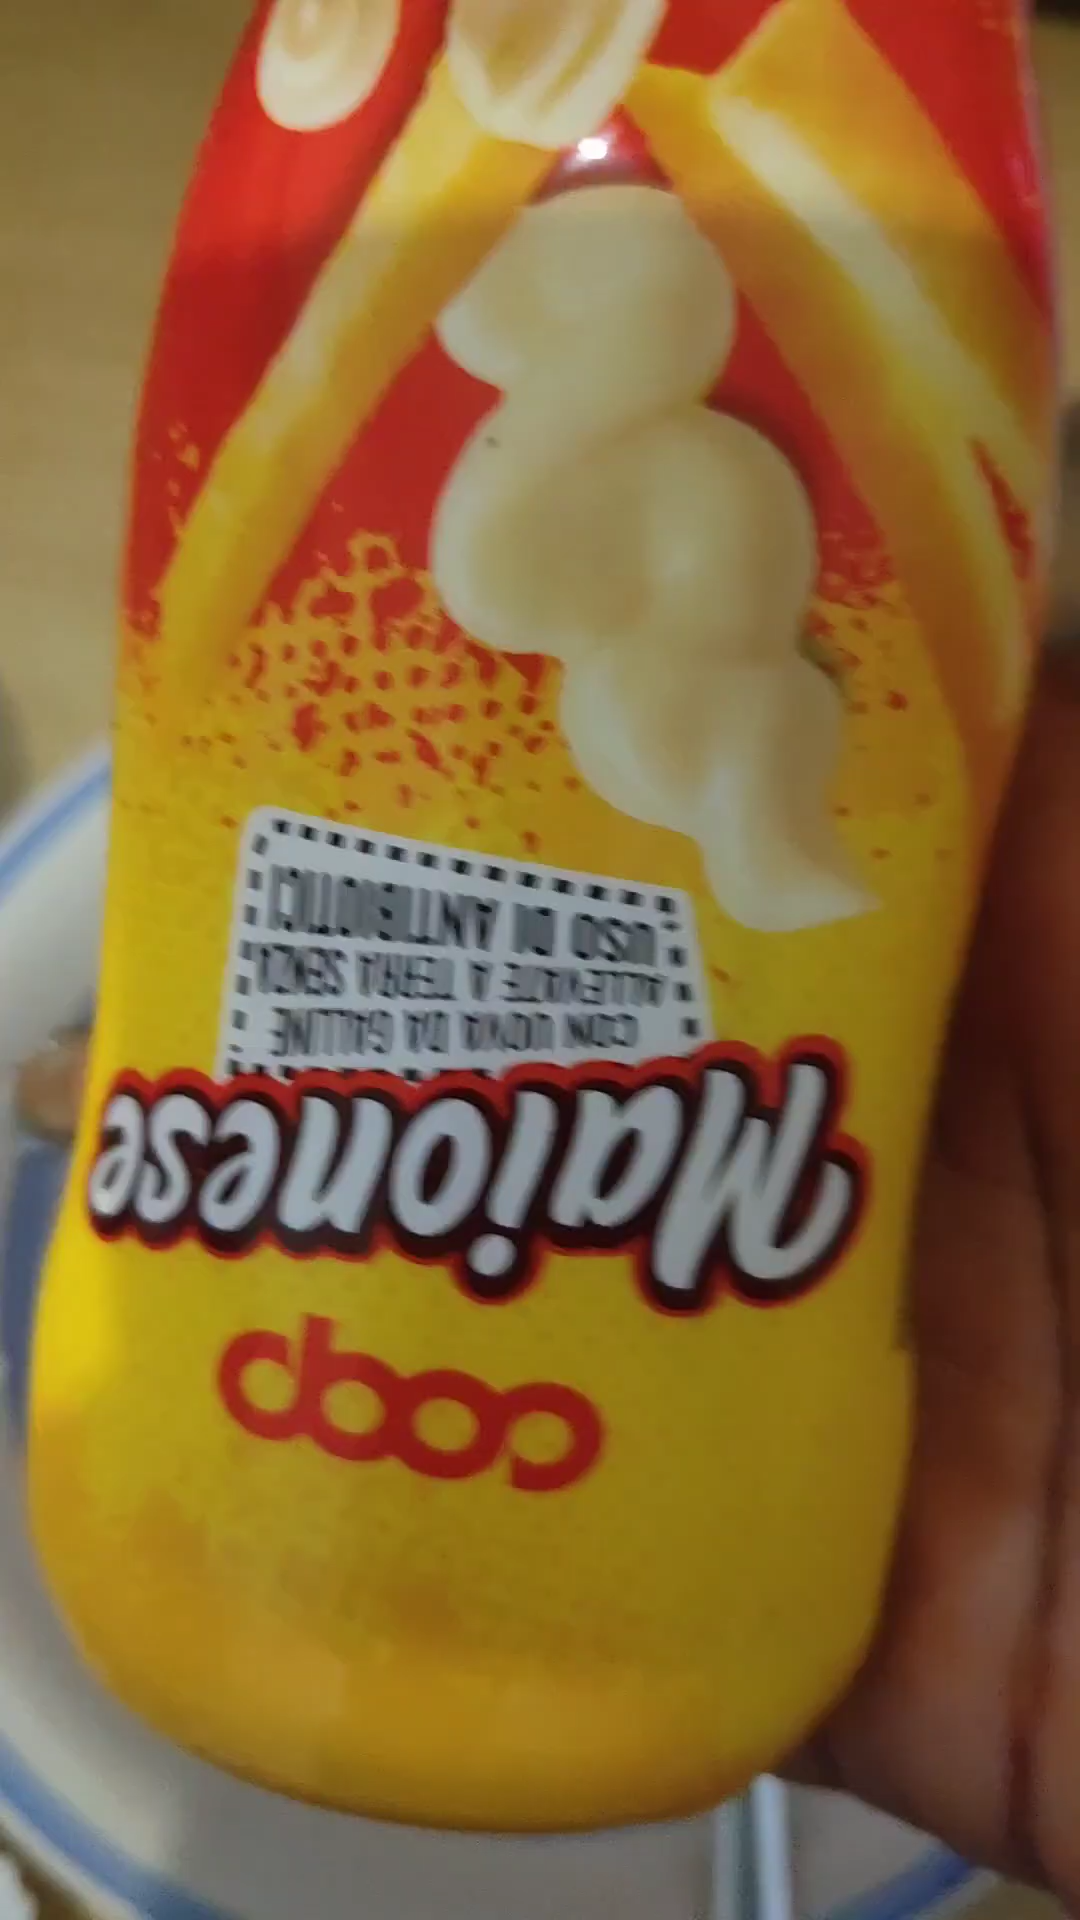 coop
Maionese
CON UOVA DA GALLINE
ALLEVATE A TERRA SENZA
USO DI ANTIBIOTICI